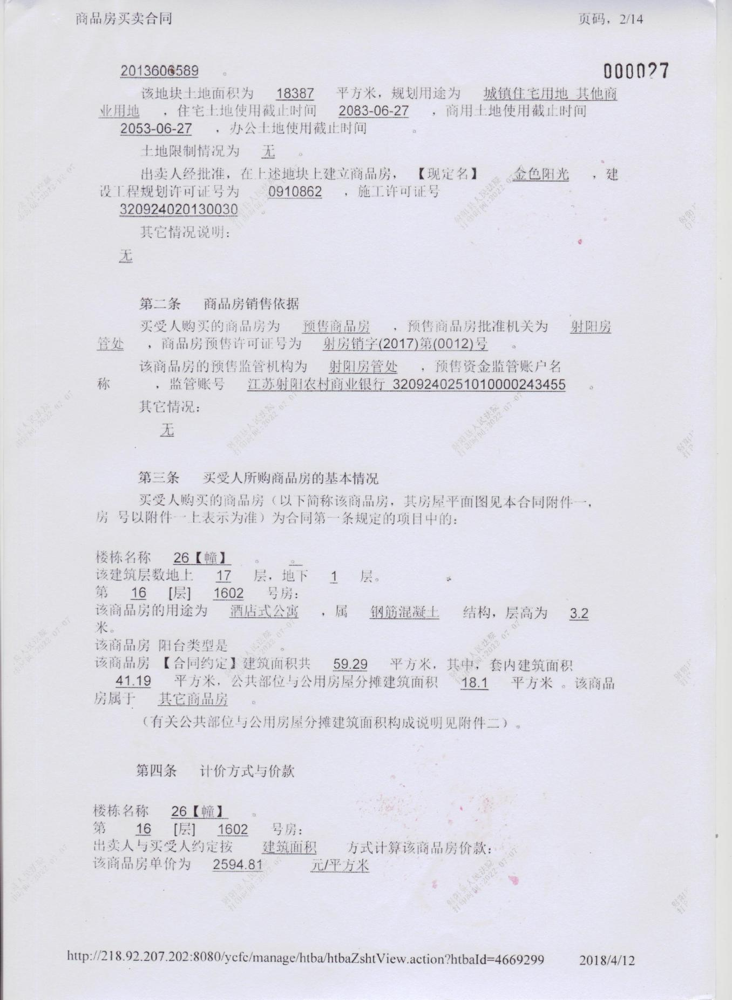 商品房买卖合同 页码，2/14
2013606589 。 000027
该地块土地面积为 18387 平方米，规划用途为 城镇住宅用地 其他商
业用地 ，住宅土地使用截止时间 2083-06-27 ，商用土地使用截止时间
2053-06-27 ，办公土地使用截止时间 。
土地限制情况为 无 。
出卖人经批准，在上述地块上建立商品房，【现定名】 金色阳光 ，建
设工程规划许可证号为 0910862 ，施工许可证号
320924020130030 。
其它情况说明：
无
第二条 商品房销售依据
买受人购买的商品房为 预售商品房 ，预售商品房批准机关为 射阳房
管处 ，商品房预售许可证号为 射房销字(2017)第(0012)号 。
该商品房的预售监管机构为 射阳房管处 ，预售资金监管账户名
称 ，监管账号 江苏射阳农村商业银行 3209240251010000243455 。
其它情况：
无
第三条 买受人所购商品房的基本情况
买受人购买的商品房（以下简称该商品房，其房屋平面图见本合同附件一，
房 号以附件一上表示为准）为合同第一条规定的项目中的：
楼栋名称 26【幢】 。 。
该建筑层数地上 17 层，地下 1 层。
第 16 [层] 1602 号房：
该商品房的用途为 酒店式公寓 ，属 钢筋混凝土 结构，层高为 3.2
米。
该商品房 阳台类型是 。
该商品房 【合同约定】建筑面积共 59.29 平方米，其中，套内建筑面积
41.19 平方米，公共部位与公用房屋分摊建筑面积 18.1 平方米 。该商品
房属于 其它商品房 。
（有关公共部位与公用房屋分摊建筑面积构成说明见附件二）。
第四条 计价方式与价款
楼栋名称 26【幢】 。
第 16 [层] 1602 号房：
出卖人与买受人约定按 建筑面积 方式计算该商品房价款：
该商品房单价为 2594.81 元/平方米
射阳县人民法院
打印时间:2022-07-07
http://218.92.207.202:8080/ycfc/manage/htba/htbaZshtView.action?htbaId=4669299 2018/4/12